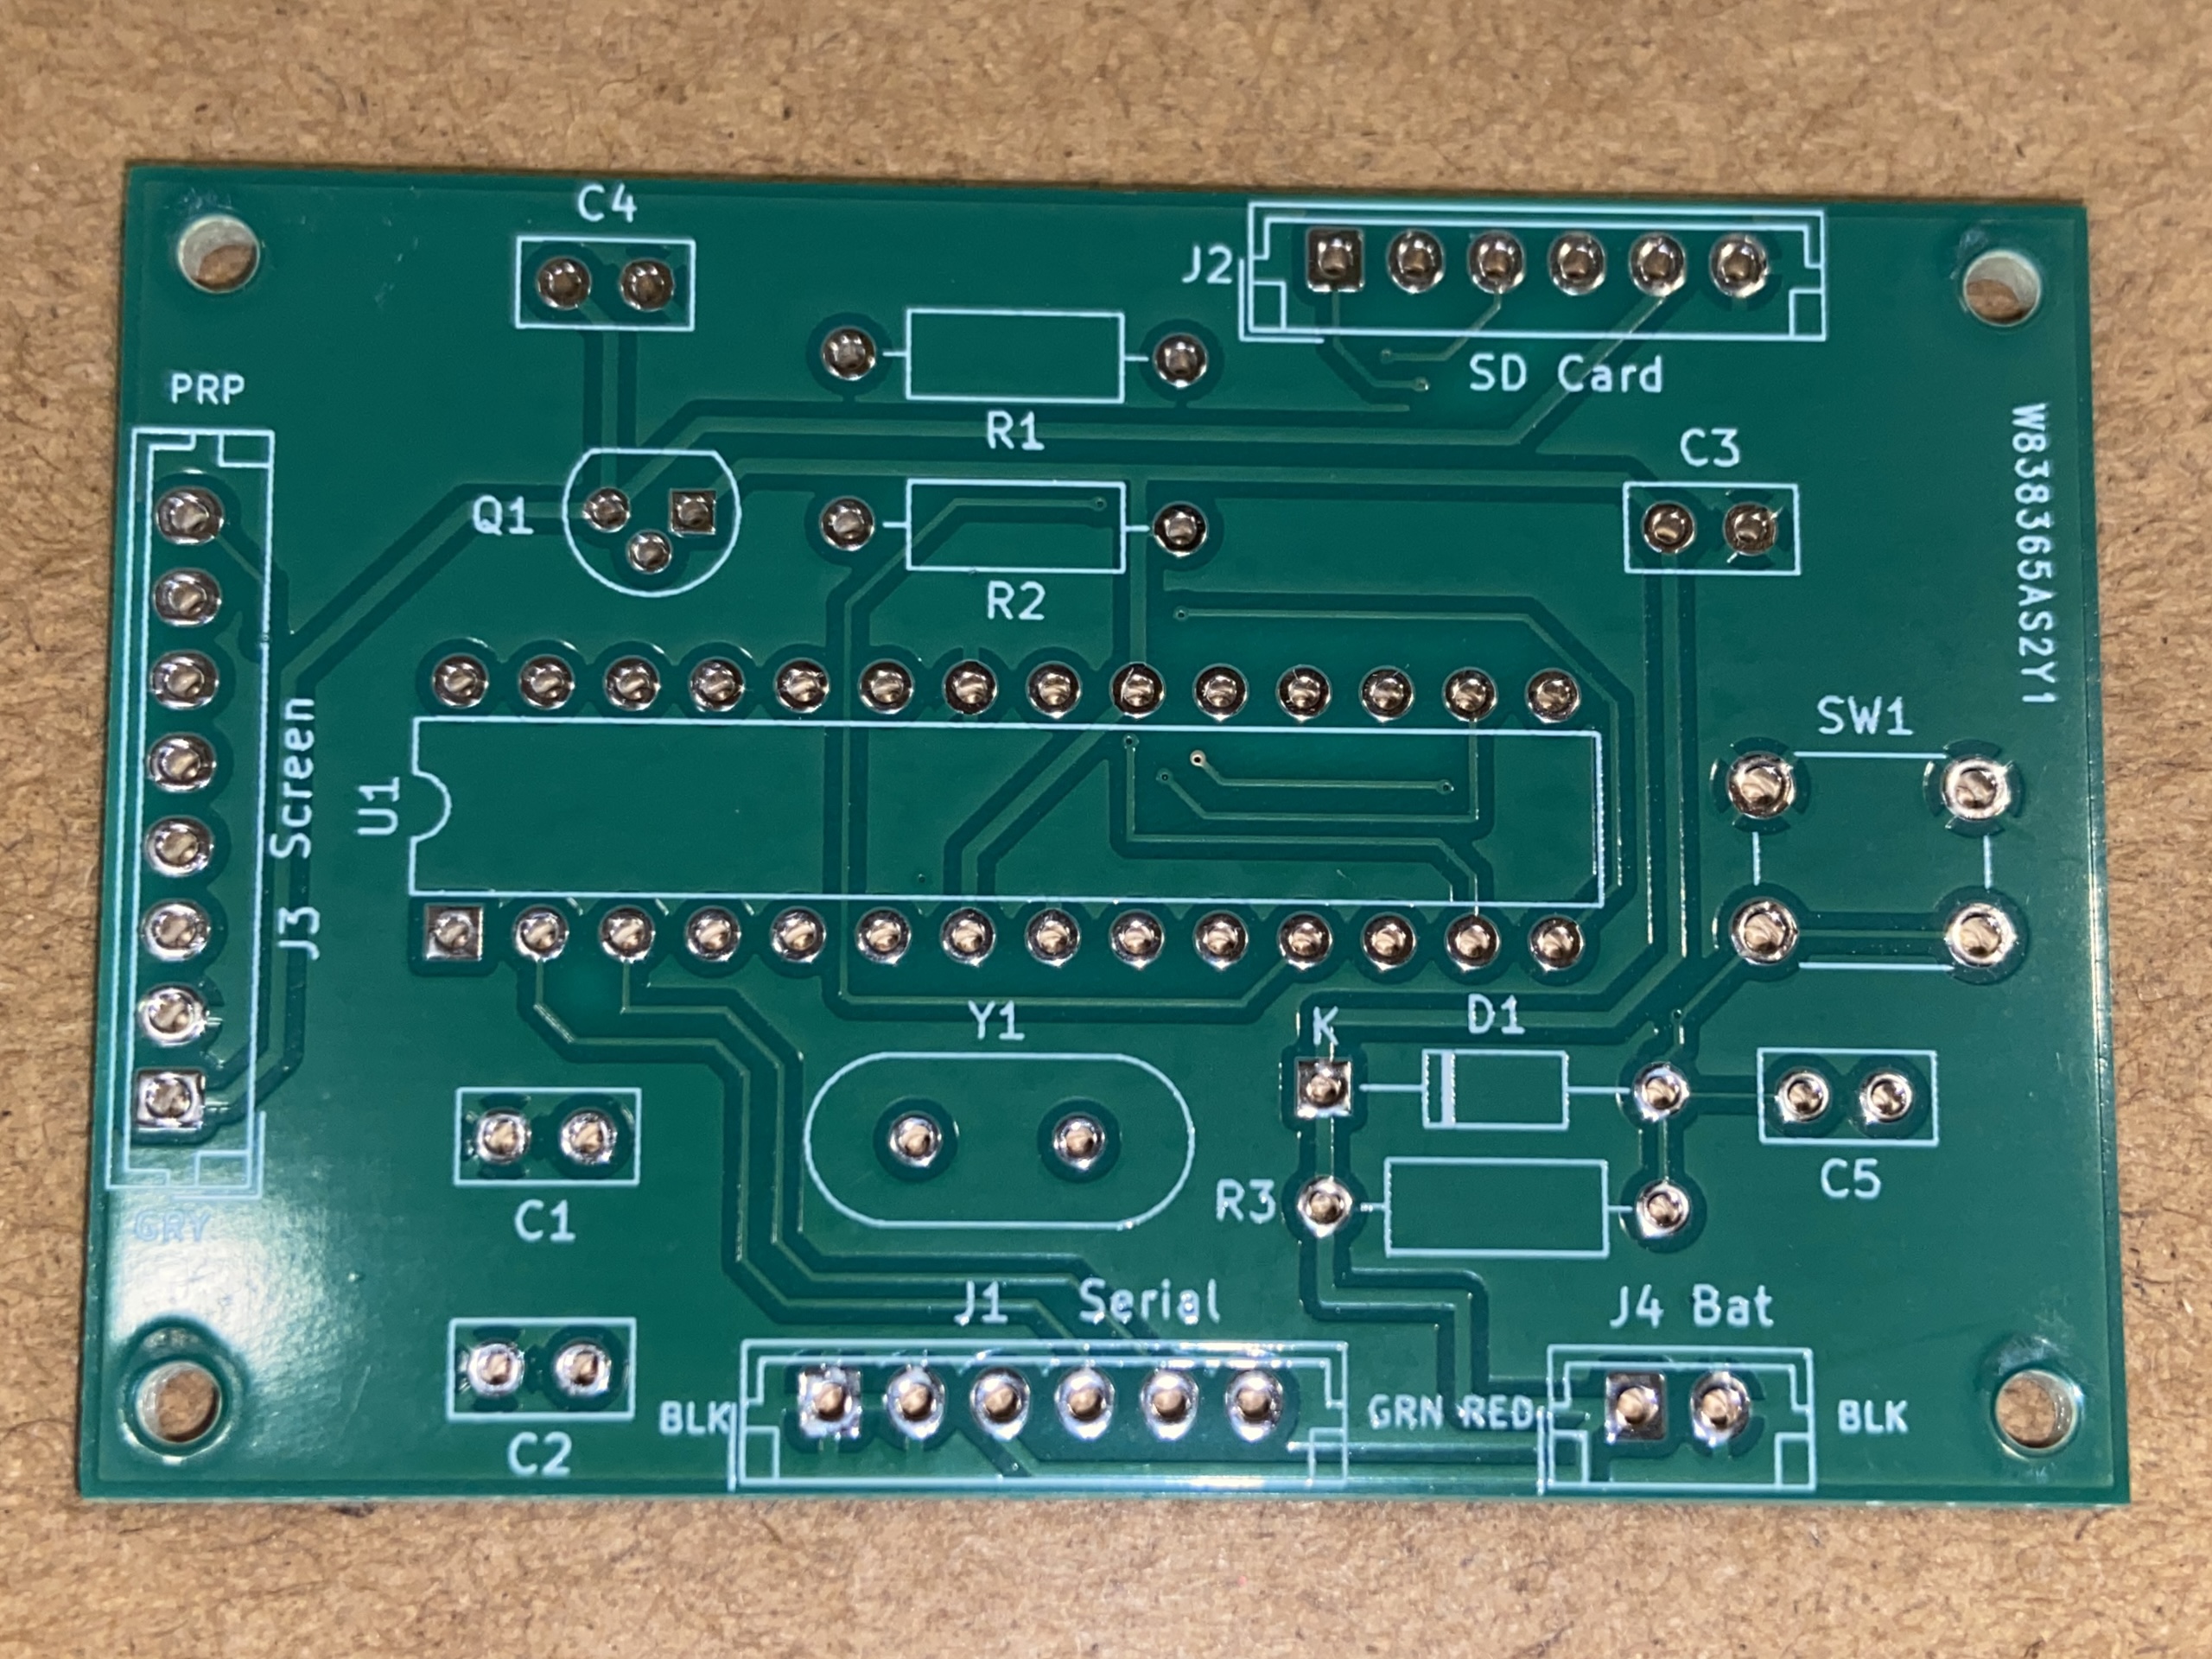 C4
J2
SD Card
PRP
R1
C3
Q1
R2
W838365AS2Y1
SW1
J3 Screen
U1
Y1
K
D1
C1
R3
C5
GRY
J1 Serial
J4 Bat
BLK
GRN
RED
BLK
C2